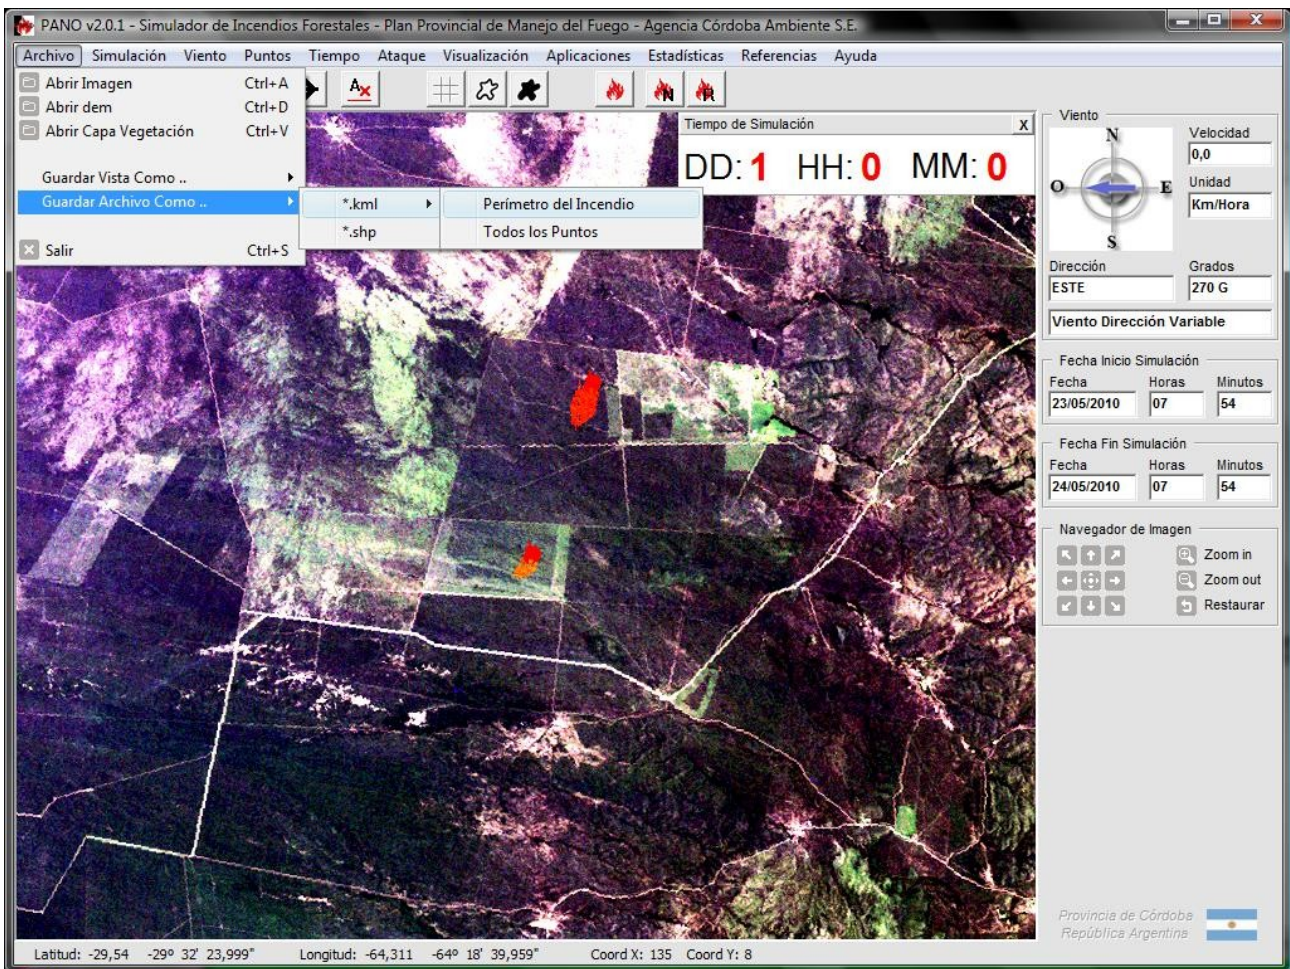 PANO v2.0.1 - Simulador de Incendios Forestales - Plan Provincial de Manejo del Fuego - Agencia Córdoba Ambiente S.E.
Archivo Simulación Viento Puntos Tiempo Ataque Visualización Aplicaciones Estadísticas Referencias Ayuda
Abrir Imagen Ctrl+A
Abrir dem Ctrl+D
Abrir Capa Vegetación Ctrl+V
Guardar Vista Como ..
Guardar Archivo Como ..
Salir Ctrl+S
*.kml
*.shp
Perímetro del Incendio
Todos los Puntos
A
N
R
Tiempo de Simulación X
DD: 1 HH: 0 MM: 0
Viento
N
O E
S
Velocidad
0,0
Unidad
Km/Hora
Dirección Grados
ESTE 270 G
Viento Dirección Variable
Fecha Inicio Simulación
Fecha Horas Minutos
23/05/2010 07 54
Fecha Fin Simulación
Fecha Horas Minutos
24/05/2010 07 54
Navegador de Imagen
Zoom in
Zoom out
Restaurar
Provincia de Córdoba
República Argentina
Latitud: -29,54 -29º 32' 23,999" Longitud: -64,311 -64º 18' 39,959" Coord X: 135 Coord Y: 8